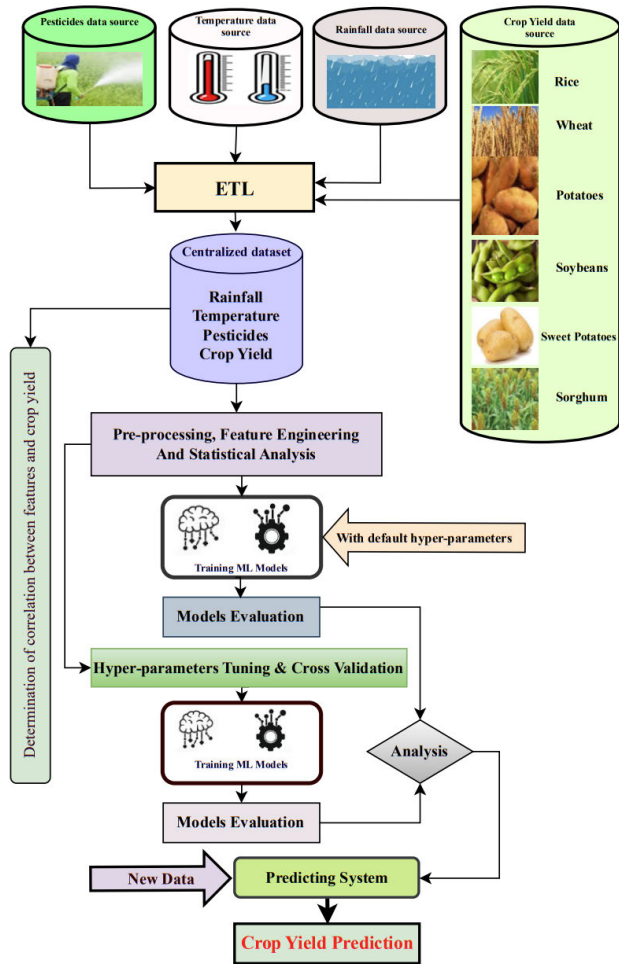 Pesticides data source
Temperature data
source
Rainfall data source
Crop Yield data
source
Rice
Wheat
Potatoes
Soybeans
Sweet Potatoes
Sorghum
ETL
Centralized dataset
Rainfall
Temperature
Pesticides
Crop Yield
Determination of correlation between features and crop yield
Pre-processing, Feature Engineering
And Statistical Analysis
Training ML Models
With default hyper-parameters
Models Evaluation
Hyper-parameters Tuning & Cross Validation
Training ML Models
Analysis
Models Evaluation
New Data
Predicting System
Crop Yield Prediction